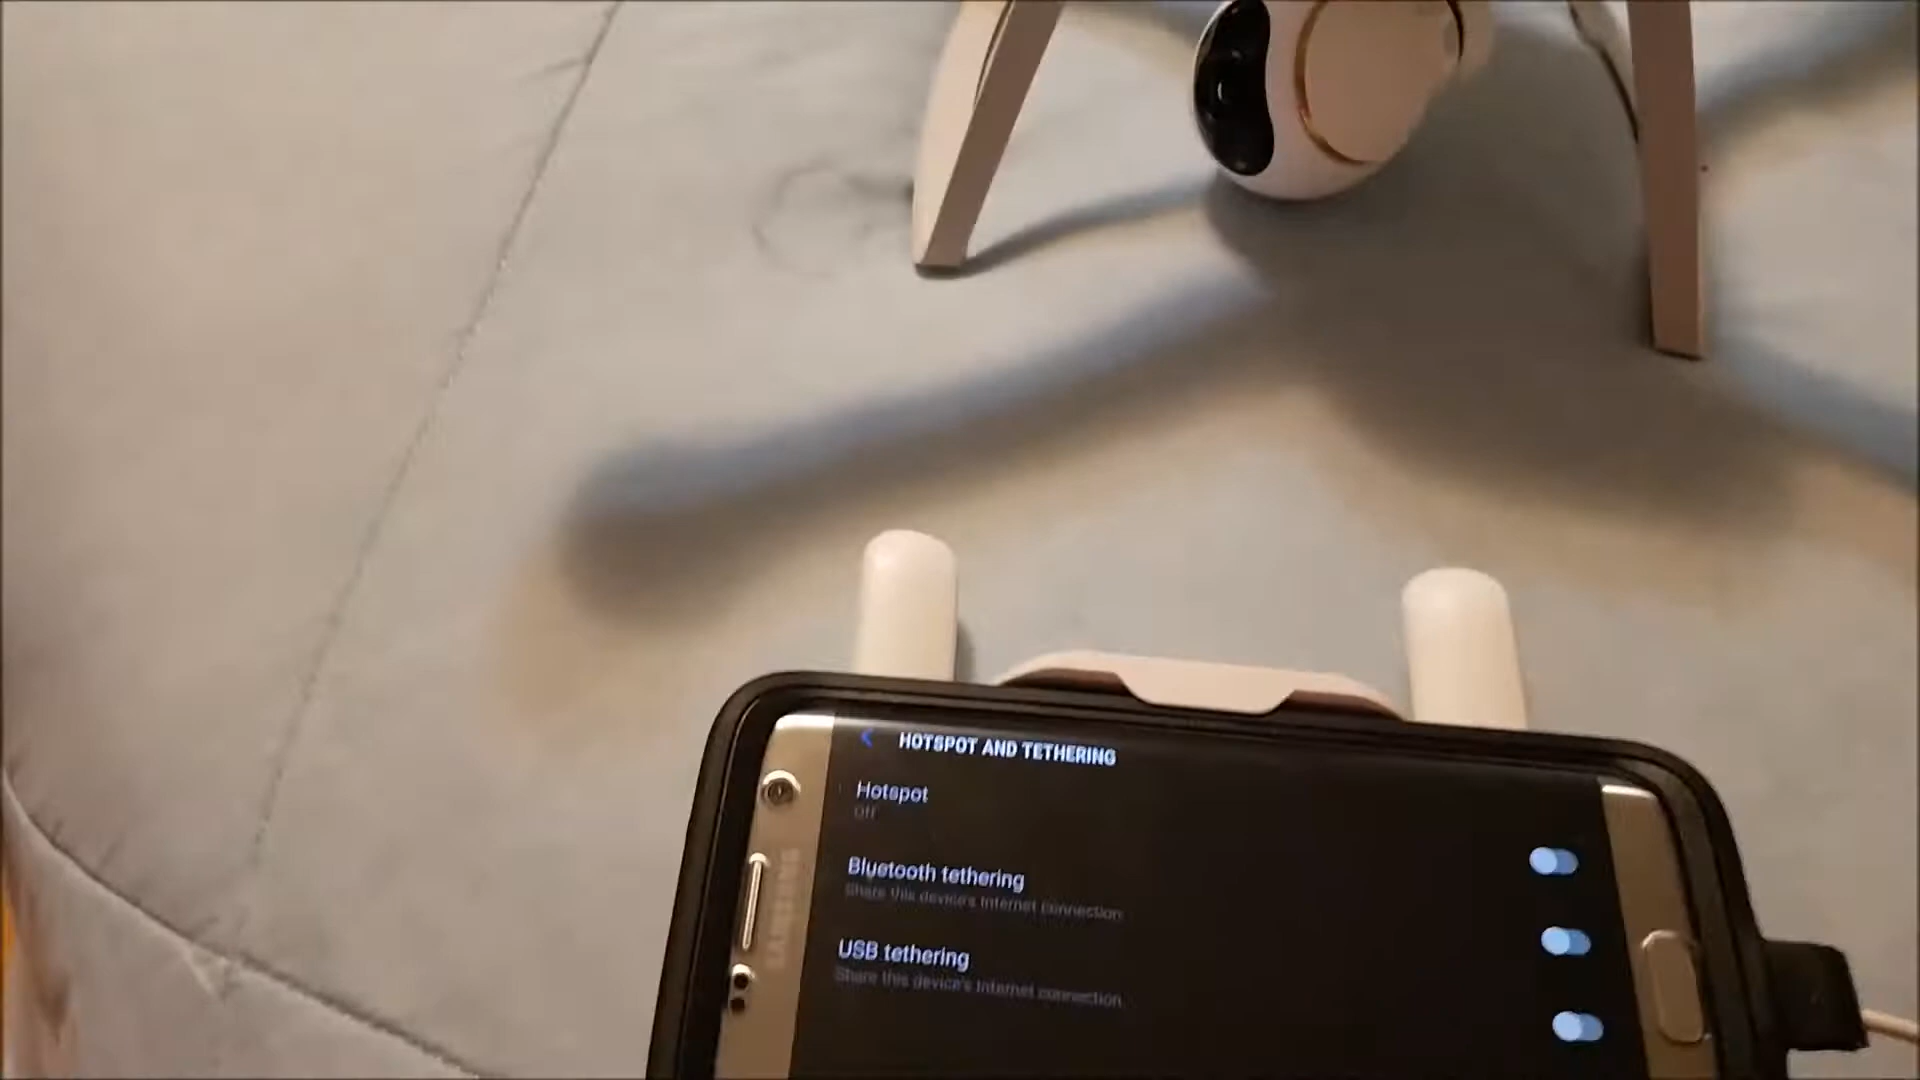 HOTSPOT AND TETHERING
Hotspot
Off
Bluetooth tethering
Share this device's Internet connection.
USB tethering
Share this device's Internet connection.
SAMSUNG